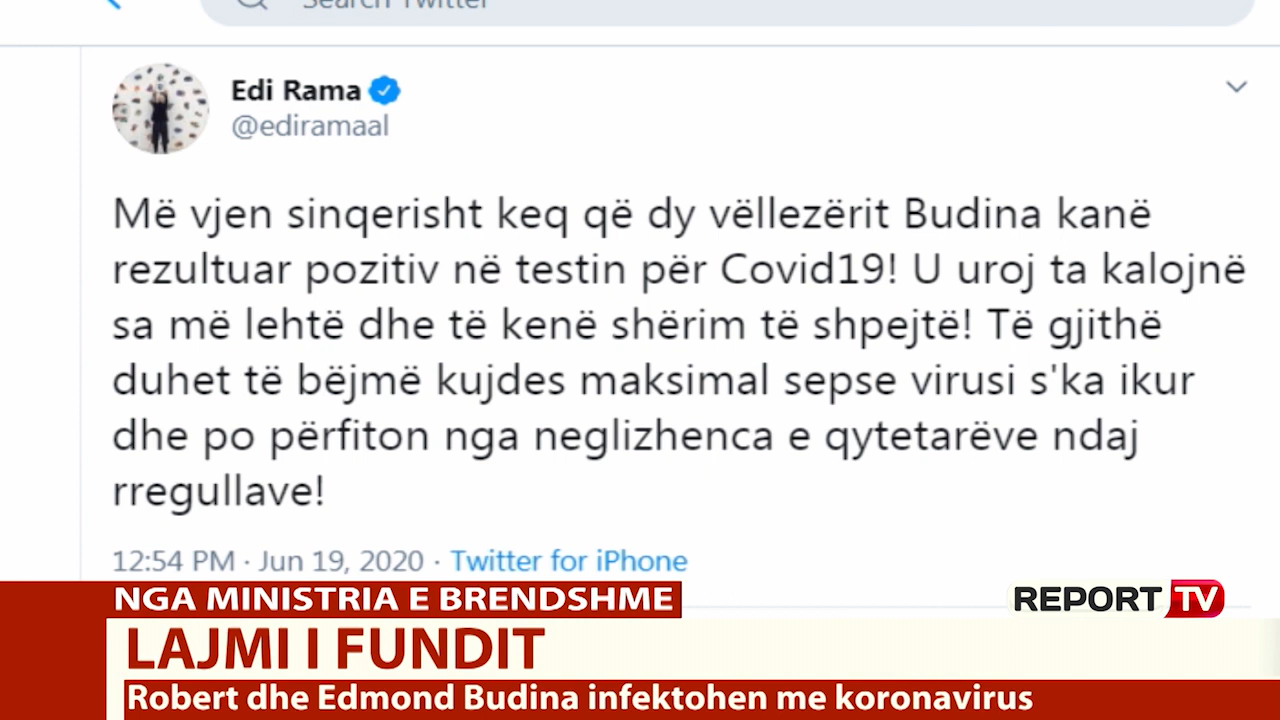 Search Twitter
Edi Rama
@ediramaal
Më vjen sinqerisht keq që dy vëllezërit Budina kanë
rezultuar pozitiv në testin për Covid19! U uroj ta kalojnë
sa më lehtë dhe të kenë shërim të shpejtë! Të gjithë
duhet të bëjmë kujdes maksimal sepse virusi s'ka ikur
dhe po përfiton nga neglizhenca e qytetarëve ndaj
rregullave!
12:54 PM · Jun 19, 2020 · Twitter for iPhone
NGA MINISTRIA E BRENDSHME
REPORT TV
LAJMI I FUNDIT
Robert dhe Edmond Budina infektohen me koronavirus